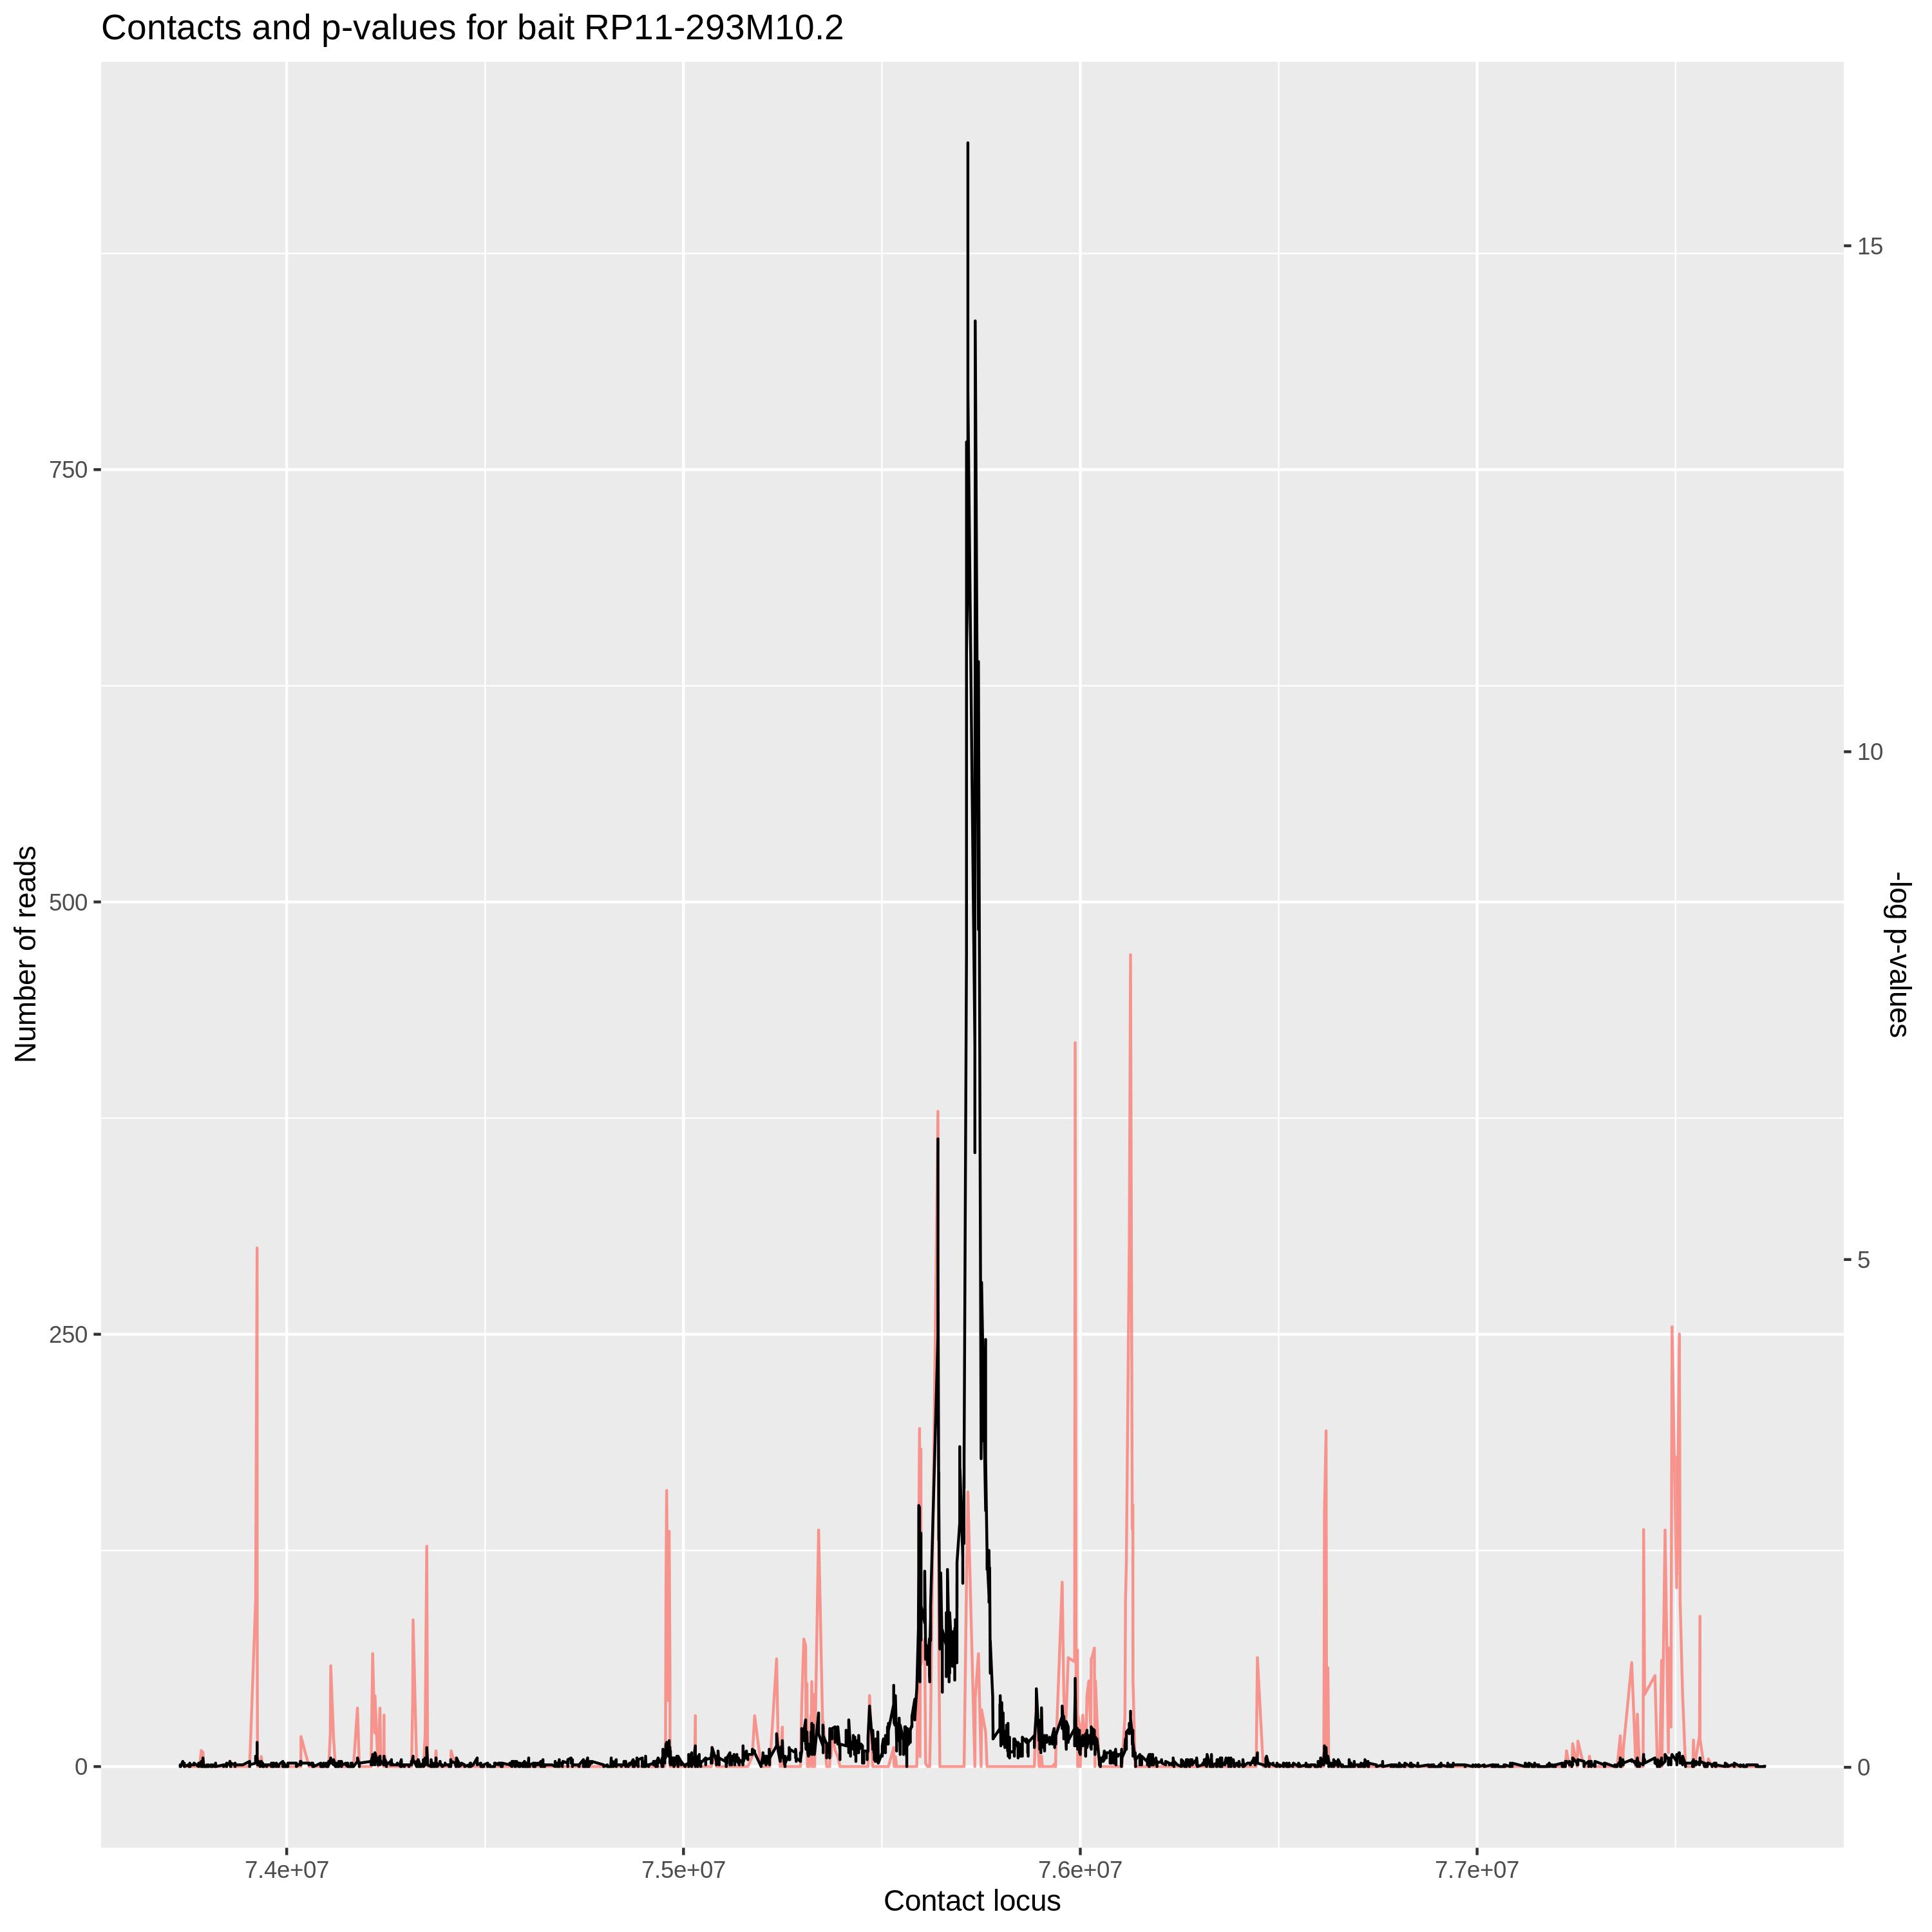 Contacts and p-values for bait RP11-293M10.2
Number of reads
750
500
250
0
15
10
5
0
-log p-values
7.4e+07
7.5e+07
7.6e+07
7.7e+07
Contact locus